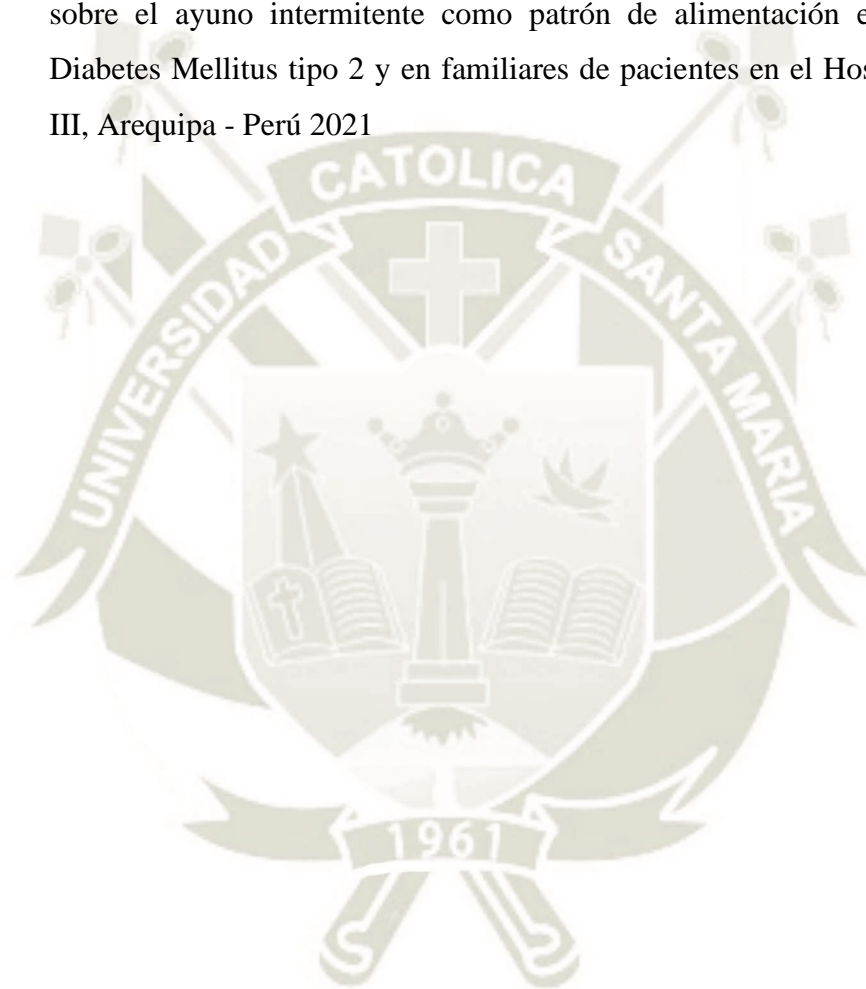 sobre el ayuno intermitente como patrón de alimentación e
Diabetes Mellitus tipo 2 y en familiares de pacientes en el Hos
III, Arequipa - Perú 2021
UNIVERSIDAD CATOLICA SANTA MARIA
1961